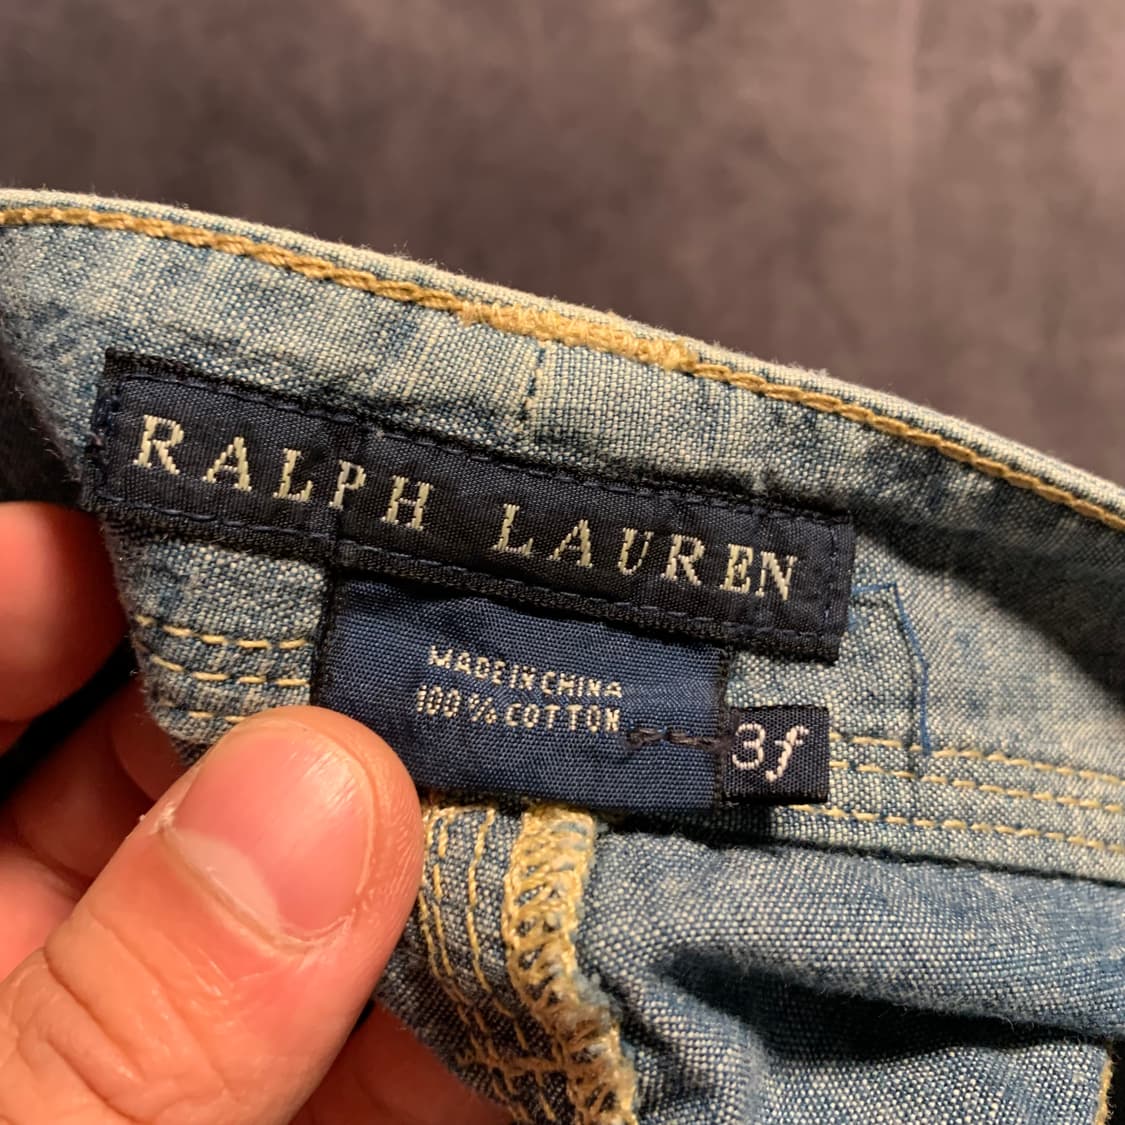 RALPH LAUREN
MADE IN CHINA
100% COTTON
3f